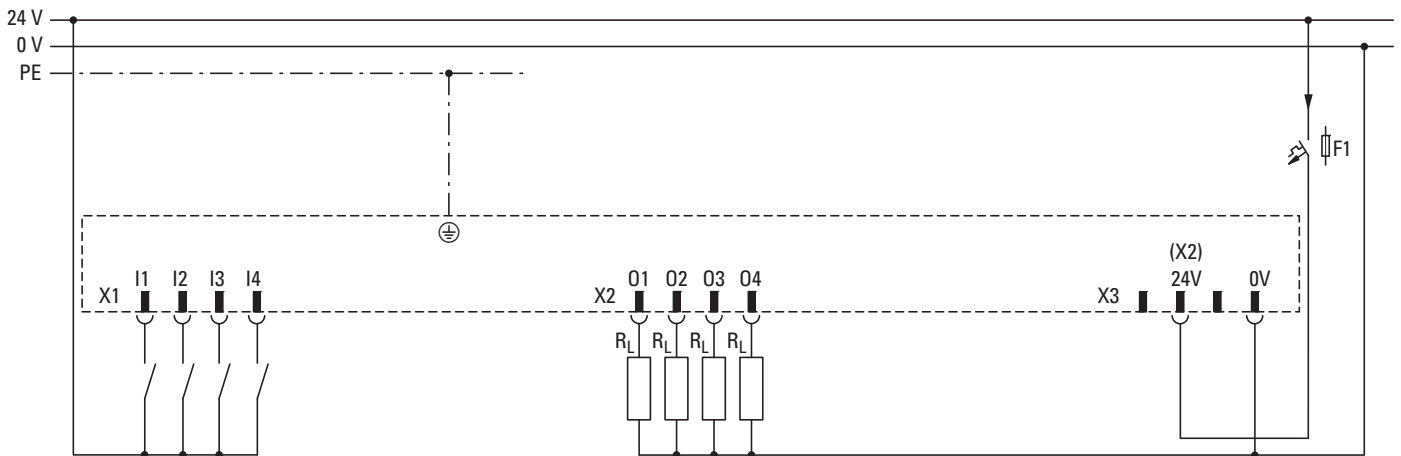 24 V
0 V
PE
F1
(X2)
X1 I1 I2 I3 I4
X2 O1 O2 O3 O4
X3 24V 0V
RL RL RL RL